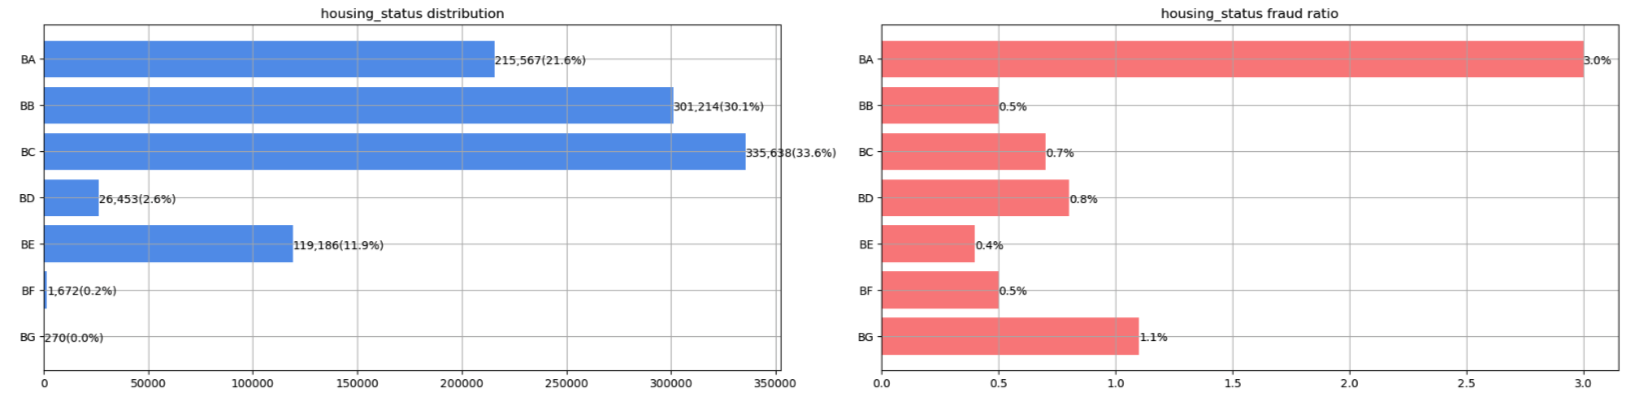 housing_status distribution
BA 215,567(21.6%)
BB 301,214(30.1%)
BC 335,638(33.6%)
BD 26,453(2.6%)
BE 119,186(11.9%)
BF 1,672(0.2%)
BG 270(0.0%)
0 50000 100000 150000 200000 250000 300000 350000
housing_status fraud ratio
BA 3.0%
BB 0.5%
BC 0.7%
BD 0.8%
BE 0.4%
BF 0.5%
BG 1.1%
0.0 0.5 1.0 1.5 2.0 2.5 3.0